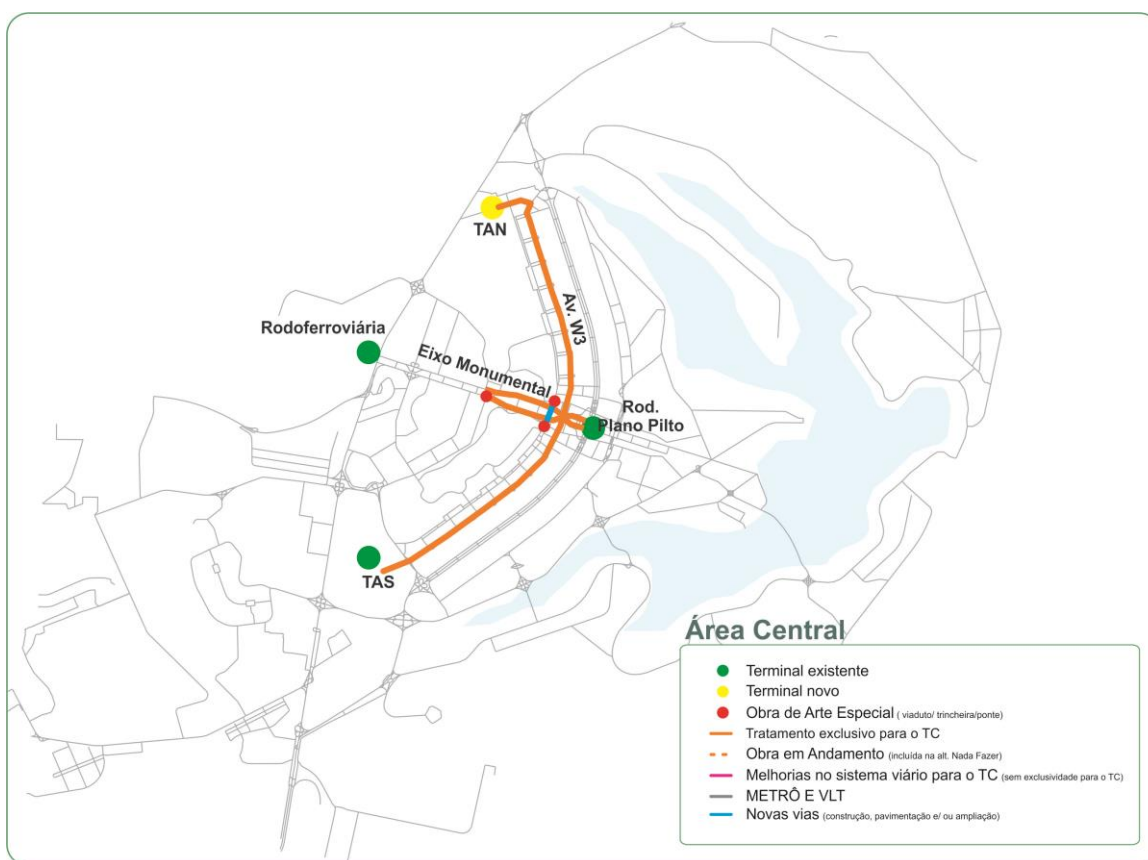 TAN
Av. W3
Rodoferroviária
Eixo Monumental
Rod.
Plano Pilto
TAS
Área Central
Terminal existente
Terminal novo
Obra de Arte Especial ( viaduto/ trincheira/ponte)
Tratamento exclusivo para o TC
Obra em Andamento (incluída na alt. Nada Fazer)
Melhorias no sistema viário para o TC (sem exclusividade para o TC)
METRÔ E VLT
Novas vias (construção, pavimentação e/ ou ampliação)